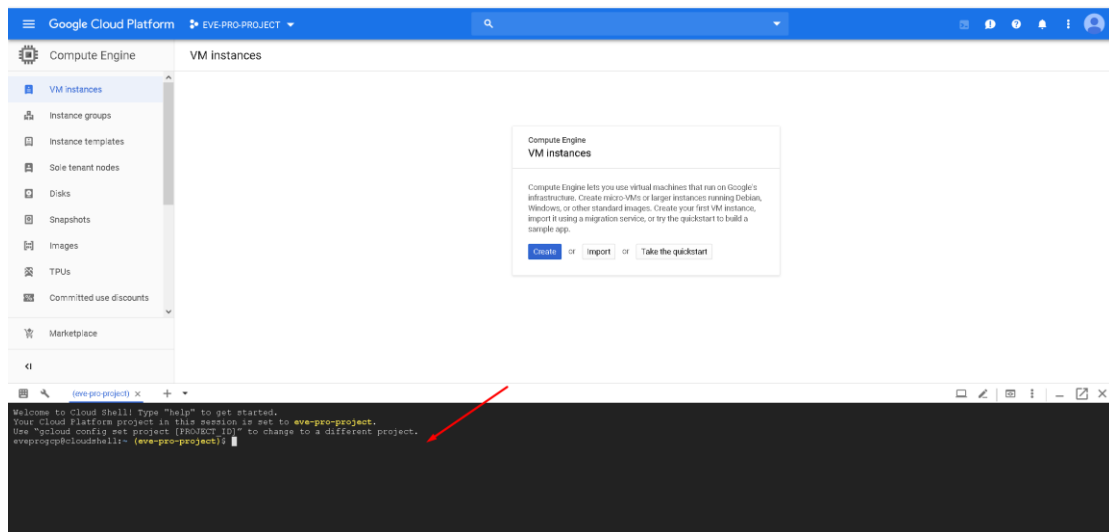 Google Cloud Platform
EVE-PRO-PROJECT
Compute Engine
VM instances
VM instances
Instance groups
Instance templates
Sole tenant nodes
Disks
Snapshots
Images
TPUs
Committed use discounts
Marketplace
Compute Engine
VM instances
Compute Engine lets you use virtual machines that run on Google's
infrastructure. Create micro-VMs or larger instances running Debian,
Windows, or other standard images. Create your first VM instance,
import it using a migration service, or try the quickstart to build a
sample app.
Create or Import or Take the quickstart
(eve-pro-project) × +
Welcome to Cloud Shell! Type "help" to get started.
Your Cloud Platform project in this session is set to eve-pro-project.
Use "gcloud config set project [PROJECT_ID]" to change to a different project.
eveprogcp@cloudshell:~ (eve-pro-project)$